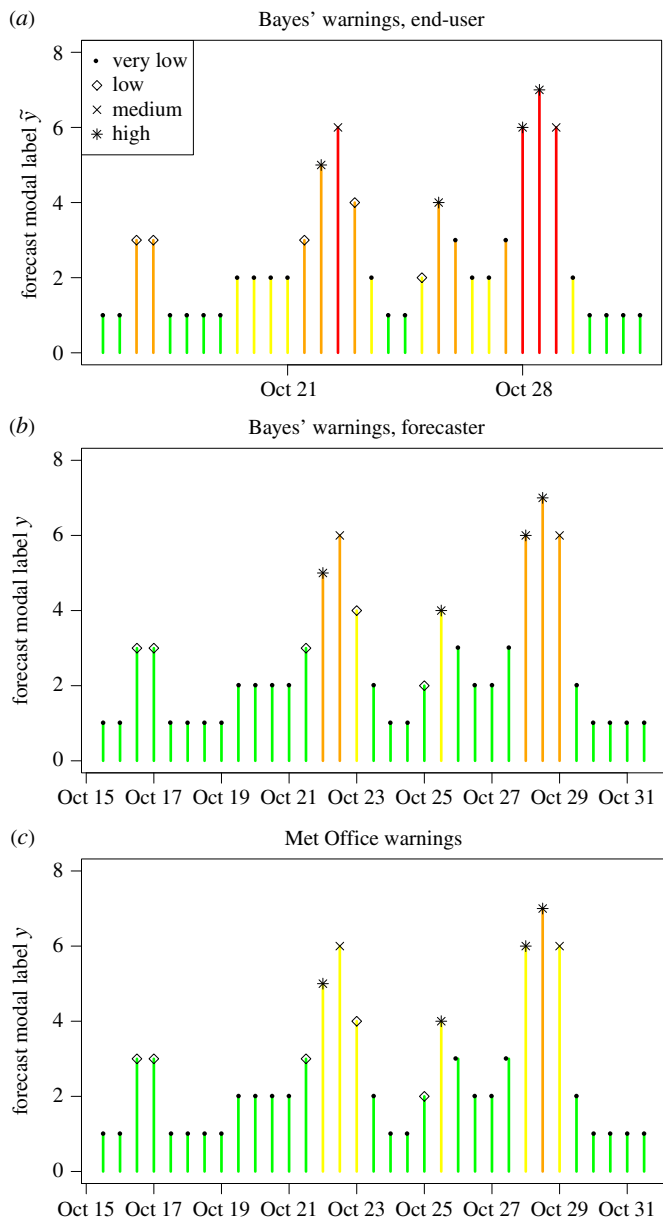 (a) Bayes’ warnings, end-user
8
6
4
2
0
forecast modal label ỹ
very low
low
medium
high
Oct 21 Oct 28
(b) Bayes’ warnings, forecaster
8
6
4
2
0
forecast modal label y
Oct 15 Oct 17 Oct 19 Oct 21 Oct 23 Oct 25 Oct 27 Oct 29 Oct 31
(c) Met Office warnings
8
6
4
2
0
forecast modal label y
Oct 15 Oct 17 Oct 19 Oct 21 Oct 23 Oct 25 Oct 27 Oct 29 Oct 31